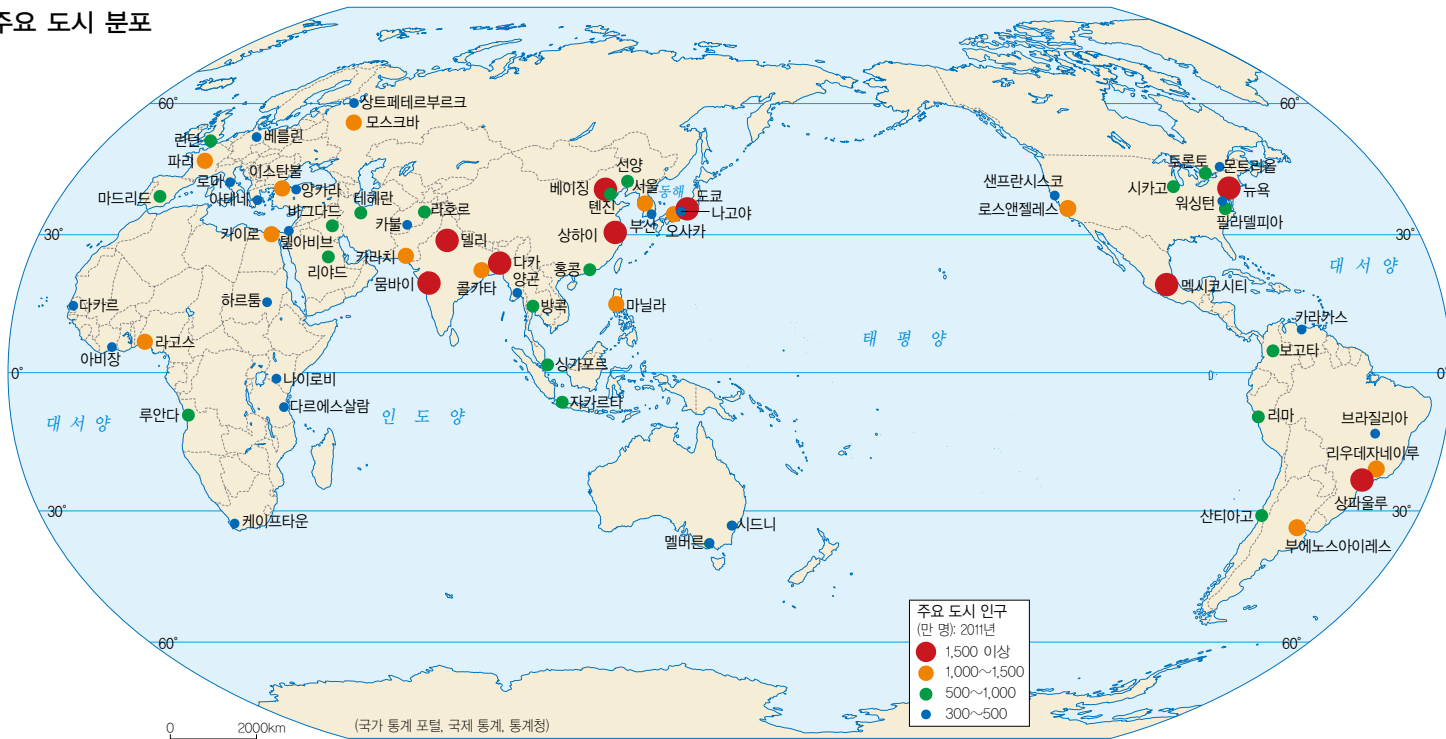 주요 도시 분포
60°
60°
상트페테르부르크
모스크바
런던
베를린
파리
이스탄불
로마
앙카라
마드리드
아테네
바그다드
테헤란
라호르
카불
카이로
텔아비브
리야드
카라치
델리
뭄바이
콜카타
다카
양곤
방콕
홍콩
마닐라
베이징
톈진
선양
서울
동해
도쿄
나고야
오사카
부산
상하이
30°
30°
샌프란시스코
로스앤젤레스
시카고
토론토
몬트리올
뉴욕
워싱턴
필라델피아
대서양
멕시코시티
다카르
하르툼
라고스
아비장
태평양
카라카스
보고타
싱가포르
자카르타
0°
0°
나이로비
다르에스살람
루안다
대서양
인도양
리마
브라질리아
리우데자네이루
상파울루
30°
30°
케이프타운
시드니
멜버른
산티아고
부에노스아이레스
60°
60°
주요 도시 인구
(만 명): 2011년
1,500 이상
1,000~1,500
500~1,000
300~500
0 2000km
(국가 통계 포털, 국제 통계, 통계청)